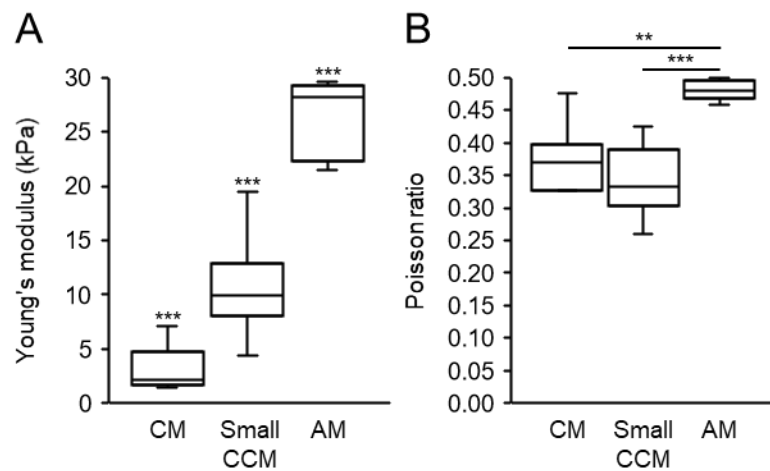 A
Young's modulus (kPa)
30
25
20
15
10
5
0
***
***
***
CM
Small
CCM
AM
B
Poisson ratio
**
***
0.50
0.45
0.40
0.35
0.30
0.25
0.20
0.15
0.10
0.05
0.00
CM
Small
CCM
AM